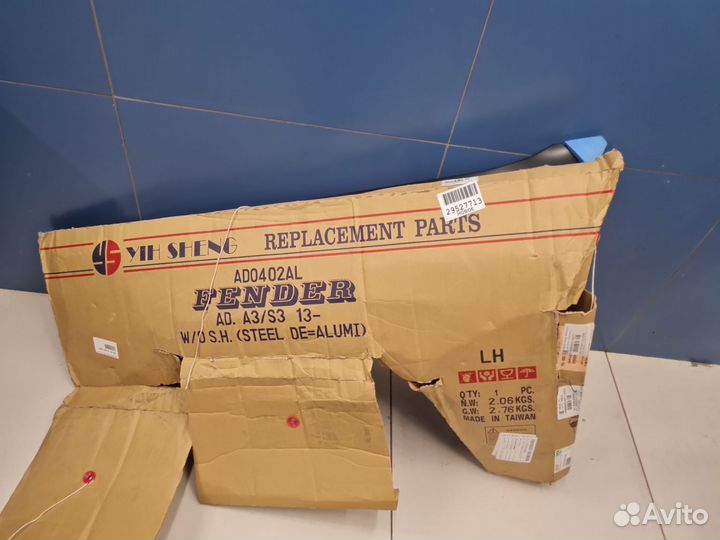 29527713
YS YIH SHENG REPLACEMENT PARTS
AD0402AL
FENDER
AD. A3/S3 13-
W/O S.H. (STEEL DE=ALUMI)
LH
QTY: 1 PC.
N.W: 2.06 KGS.
G.W: 2.76 KGS.
MADE IN TAIWAN
Avito